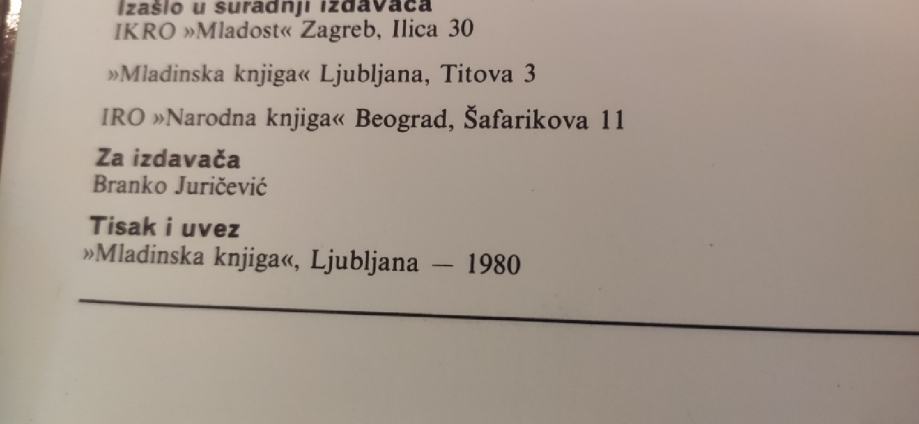 Izašlo u suradnji izdavača
IKRO »Mladost« Zagreb, Ilica 30
»Mladinska knjiga« Ljubljana, Titova 3
IRO »Narodna knjiga« Beograd, Šafarikova 11
Za izdavača
Branko Juričević
Tisak i uvez
»Mladinska knjiga«, Ljubljana — 1980